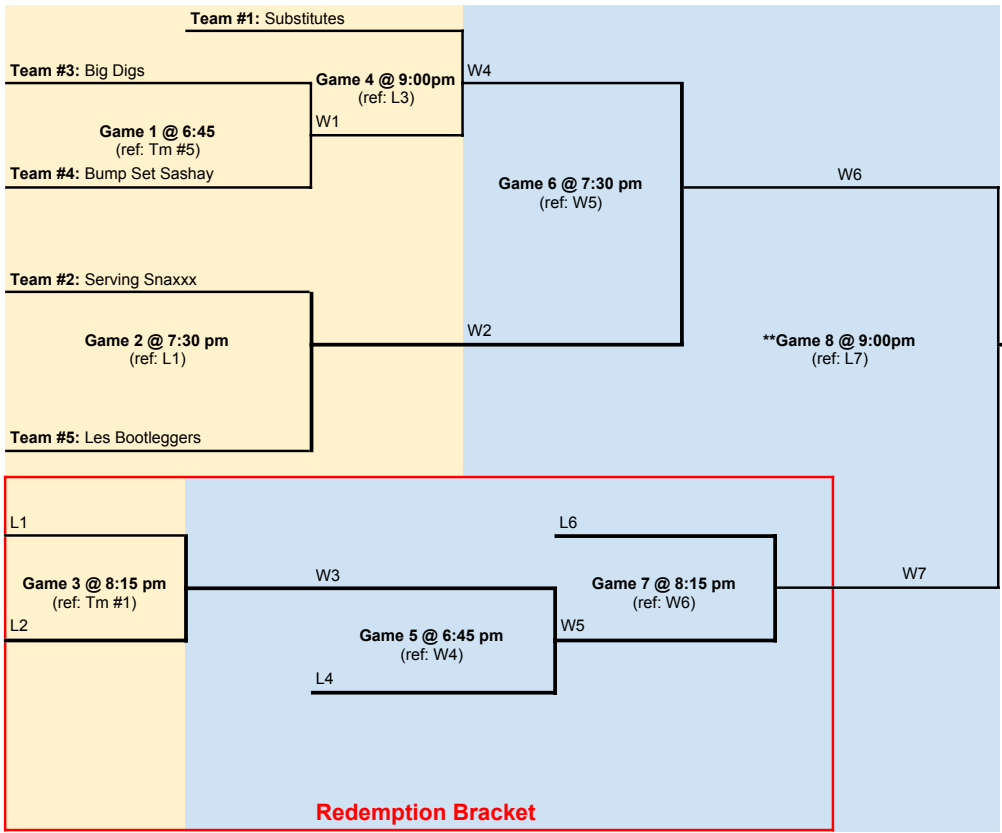 Team #1: Substitutes
Team #3: Big Digs
Game 4 @ 9:00pm
(ref: L3)
W4
W1
Game 1 @ 6:45
(ref: Tm #5)
Team #4: Bump Set Sashay
Game 6 @ 7:30 pm
(ref: W5)
W6
Team #2: Serving Snaxxx
Game 2 @ 7:30 pm
(ref: L1)
W2
**Game 8 @ 9:00pm
(ref: L7)
Team #5: Les Bootleggers
L1
Game 3 @ 8:15 pm
(ref: Tm #1)
L2
W3
Game 5 @ 6:45 pm
(ref: W4)
L4
L6
Game 7 @ 8:15 pm
(ref: W6)
W5
W7
Redemption Bracket